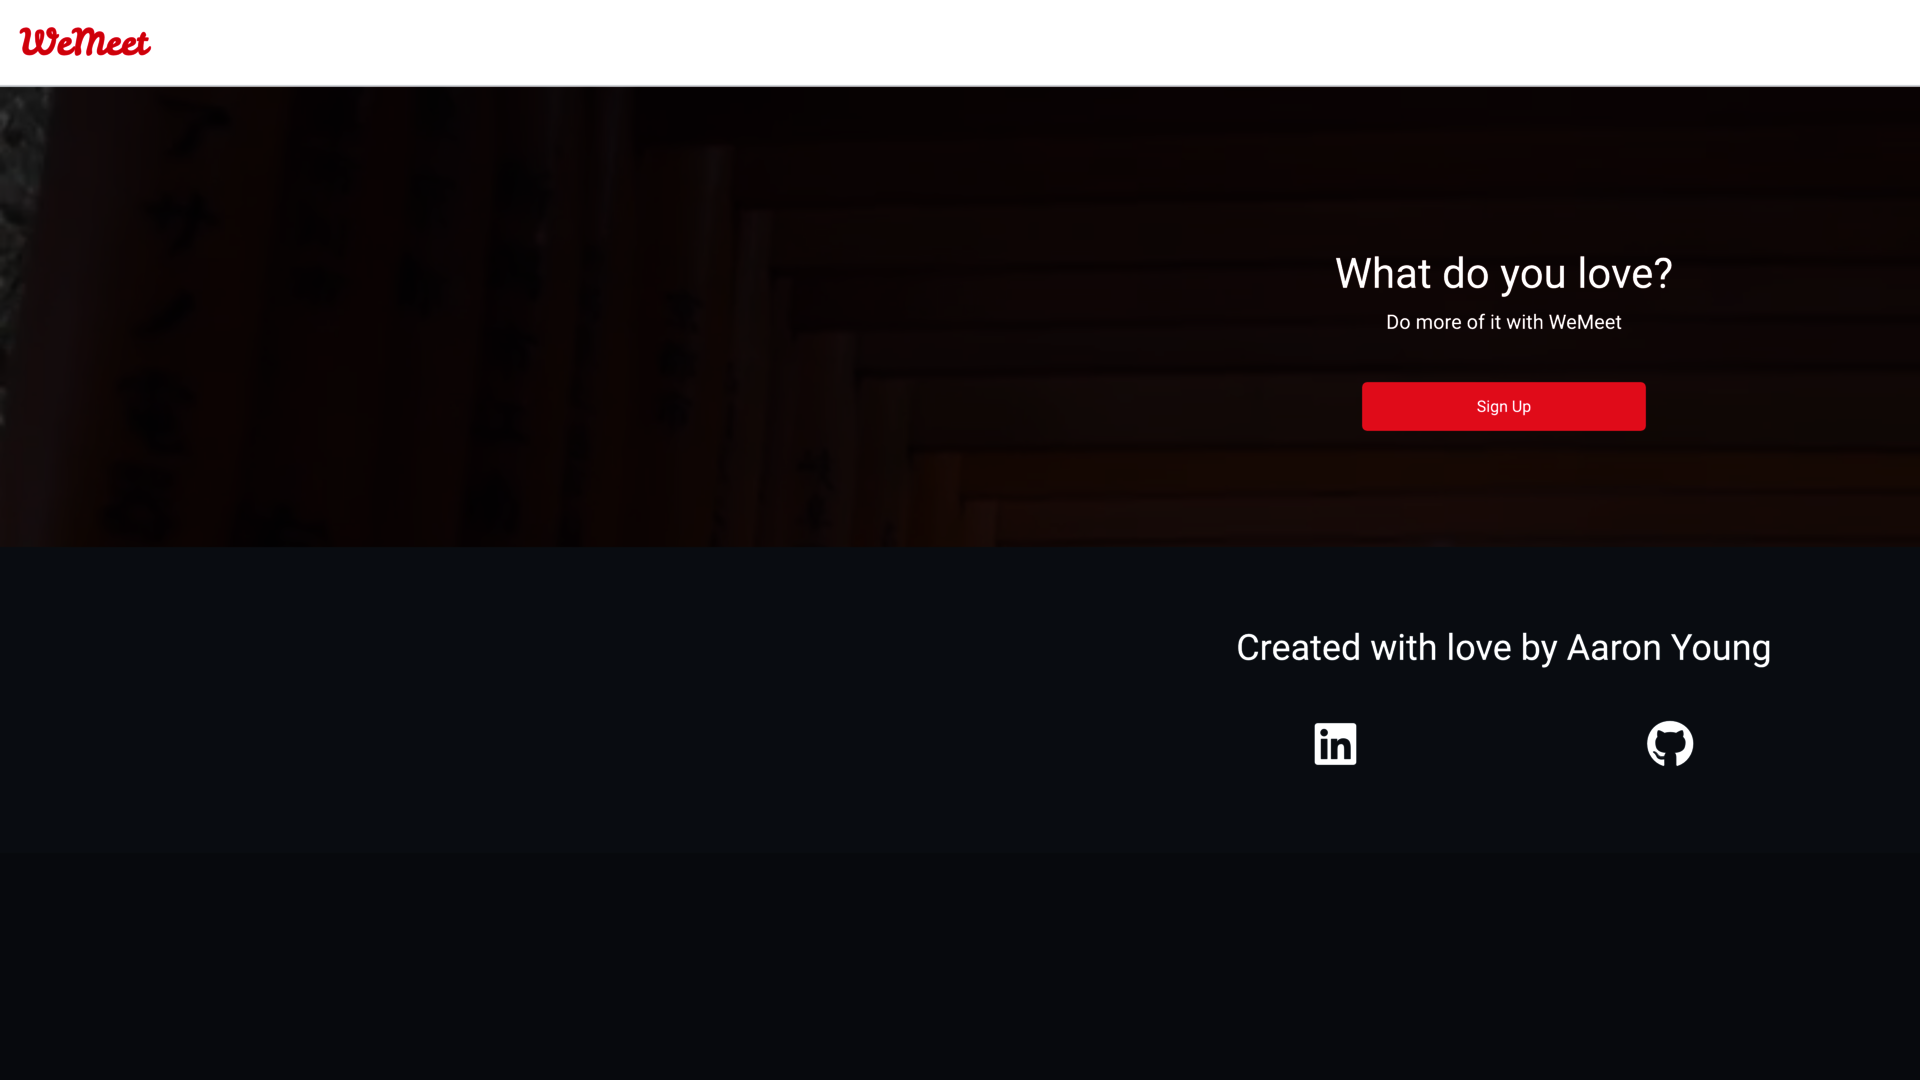 WeMeet
What do you love?
Do more of it with WeMeet
Sign Up
Created with love by Aaron Young
in